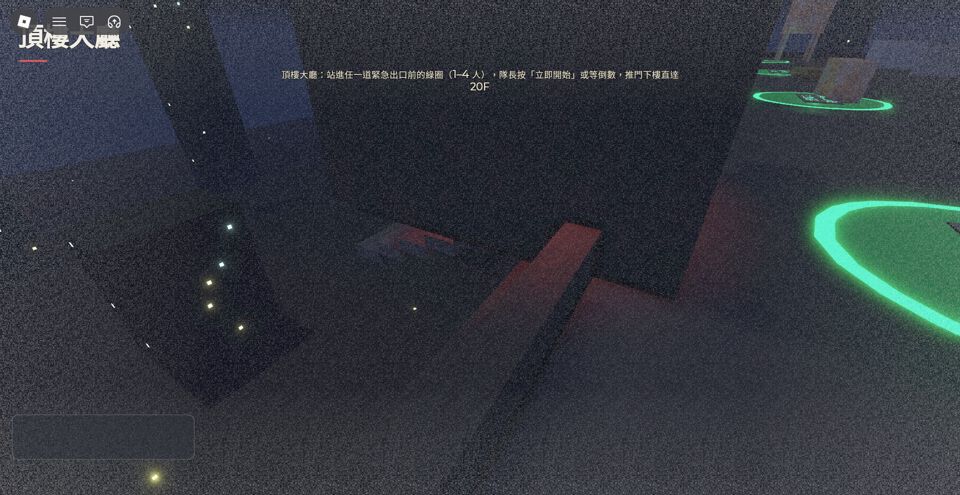 頂樓大廳
頂樓大廳：站進任一道緊急出口前的綠圈（1–4 人），隊長按「立即開始」或等倒數，推門下樓直達
20F